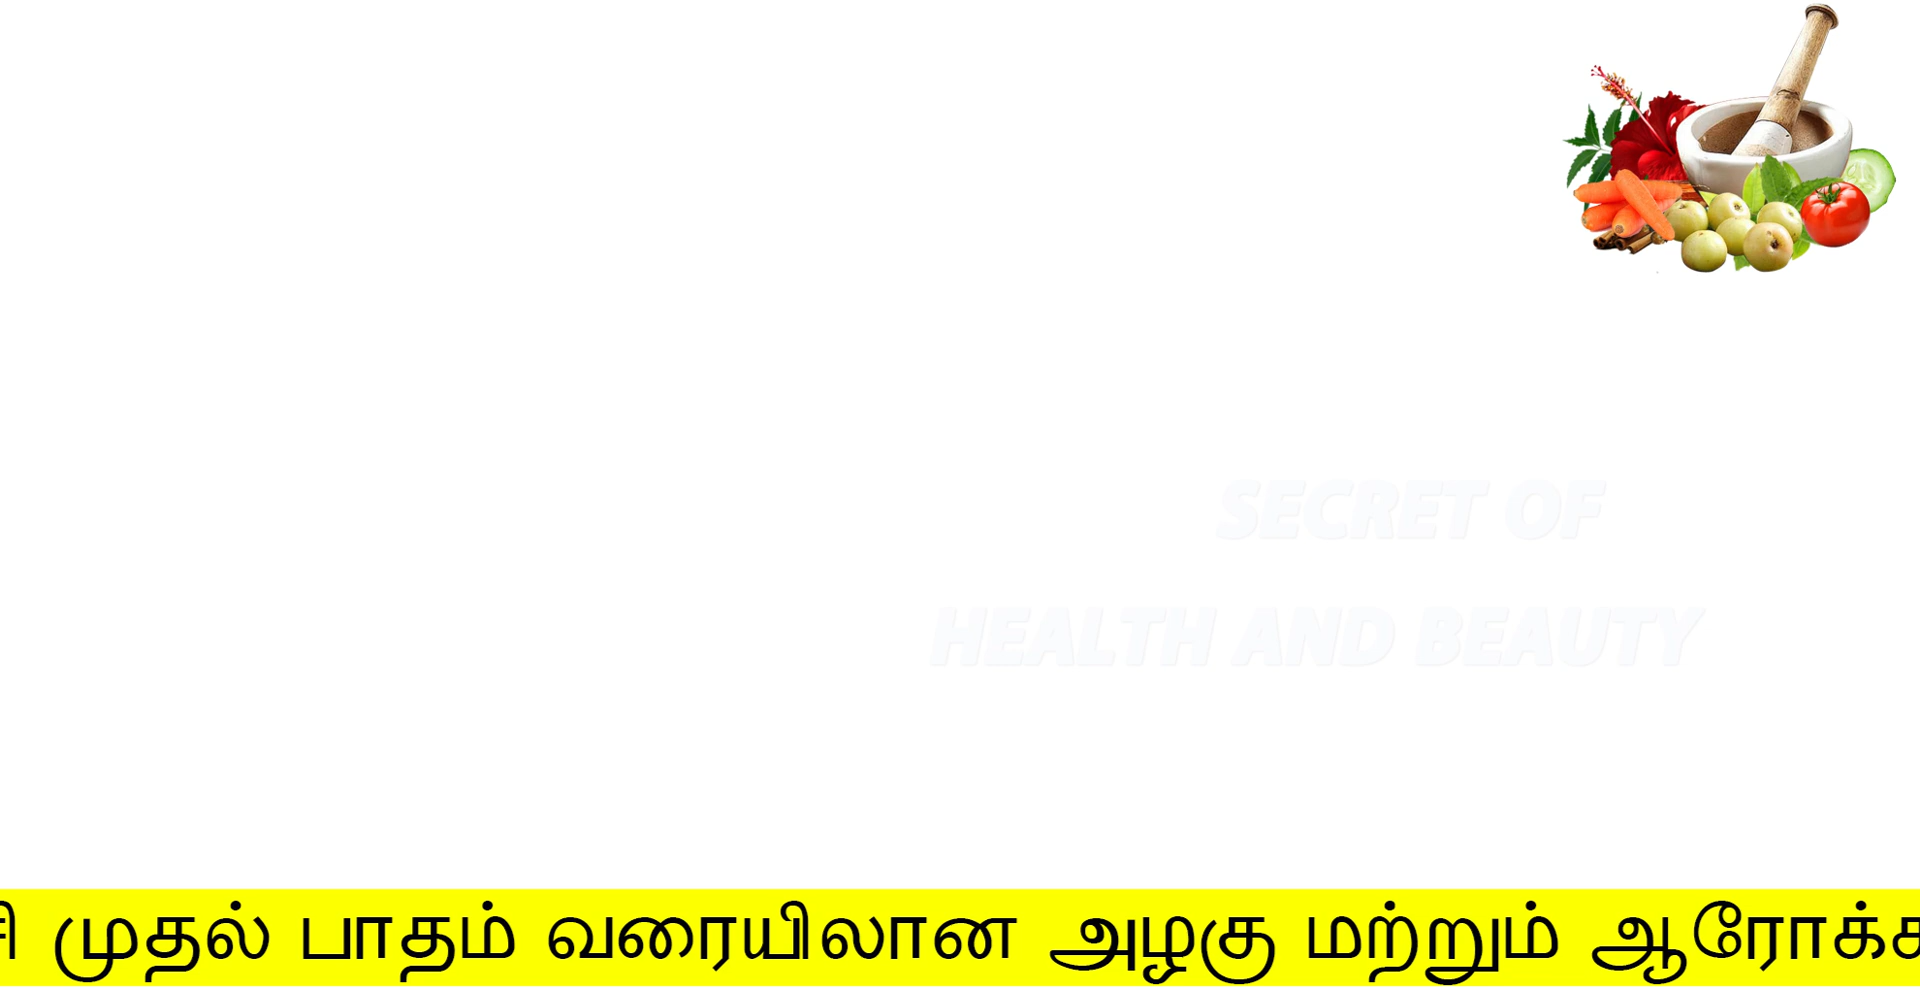 SECRET OF
HEALTH AND BEAUTY
முதல் பாதம் வரையிலான அழகு மற்றும்